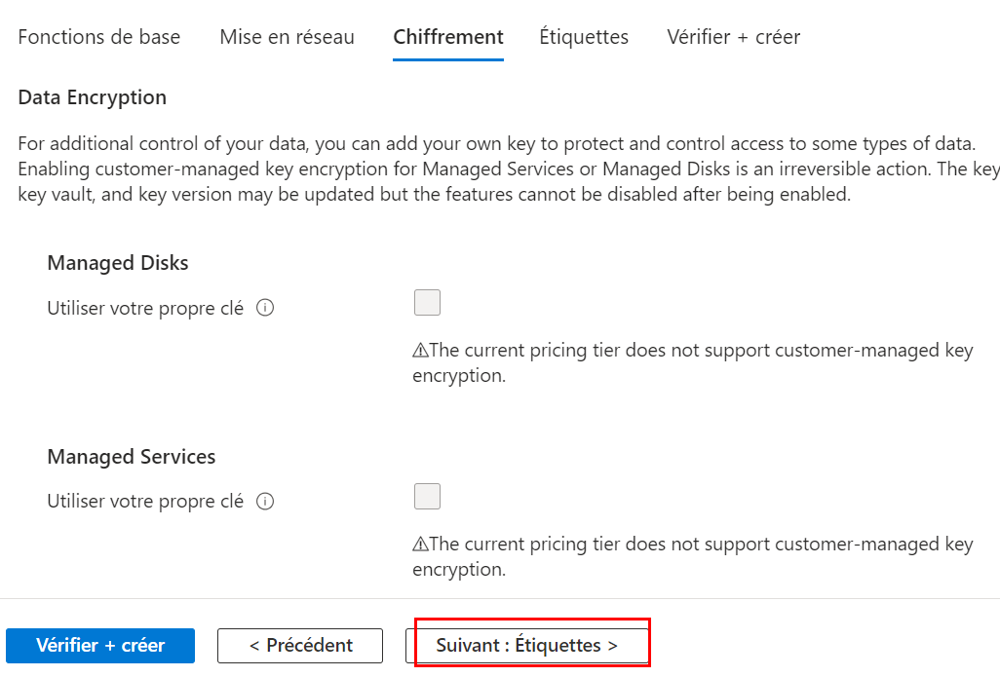 Fonctions de base Mise en réseau Chiffrement Étiquettes Vérifier + créer
Data Encryption
For additional control of your data, you can add your own key to protect and control access to some types of data.
Enabling customer-managed key encryption for Managed Services or Managed Disks is an irreversible action. The key
key vault, and key version may be updated but the features cannot be disabled after being enabled.
Managed Disks
Utiliser votre propre clé
⚠The current pricing tier does not support customer-managed key
encryption.
Managed Services
Utiliser votre propre clé
⚠The current pricing tier does not support customer-managed key
encryption.
Vérifier + créer < Précédent Suivant : Étiquettes >